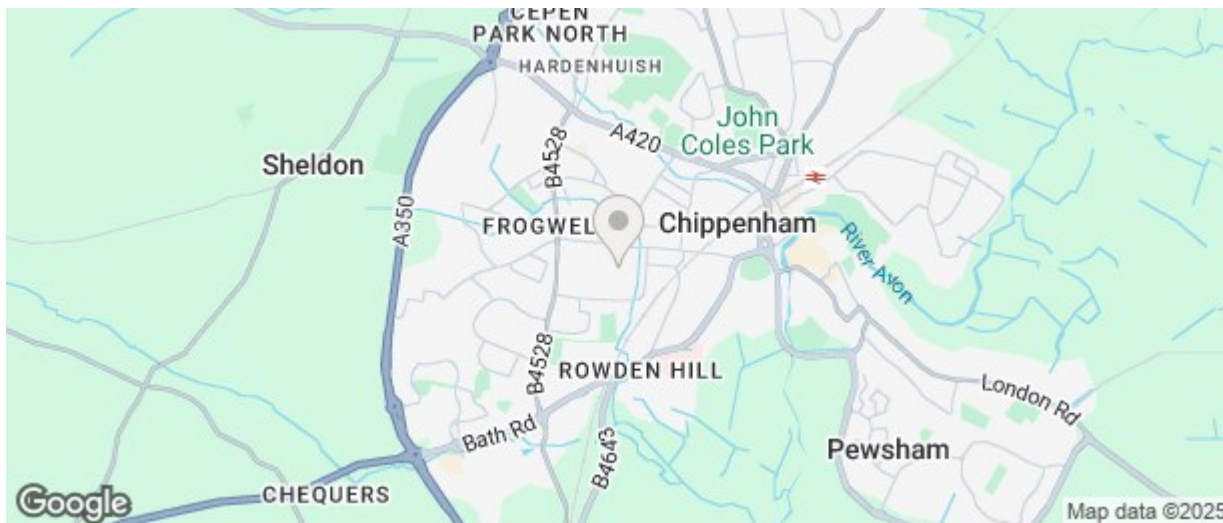 CEPEN
PARK NORTH
HARDENHUISH
John
Coles Park
A420
B4528
Sheldon
A350
FROGWEL
Chippenham
River Avon
B4528
ROWDEN HILL
London Rd
Bath Rd
B4643
Pewsham
CHEQUERS
Google
Map data ©2025